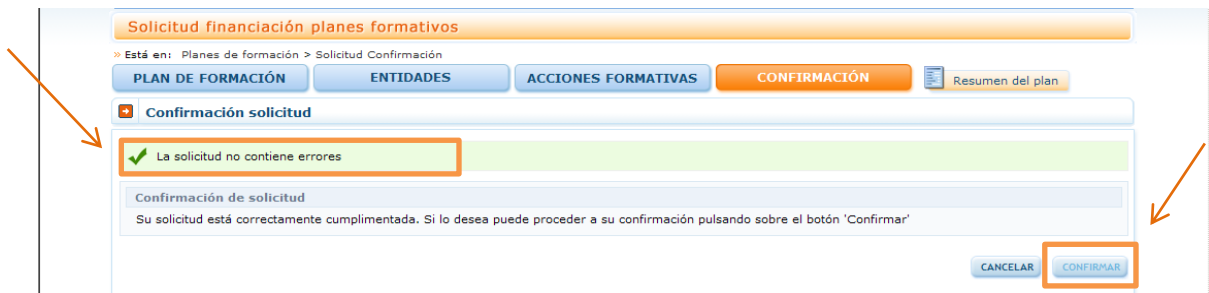 Solicitud financiación planes formativos
» Está en: Planes de formación > Solicitud Confirmación
PLAN DE FORMACIÓN ENTIDADES ACCIONES FORMATIVAS CONFIRMACIÓN Resumen del plan
Confirmación solicitud
La solicitud no contiene errores
Confirmación de solicitud
Su solicitud está correctamente cumplimentada. Si lo desea puede proceder a su confirmación pulsando sobre el botón 'Confirmar'
CANCELAR CONFIRMAR